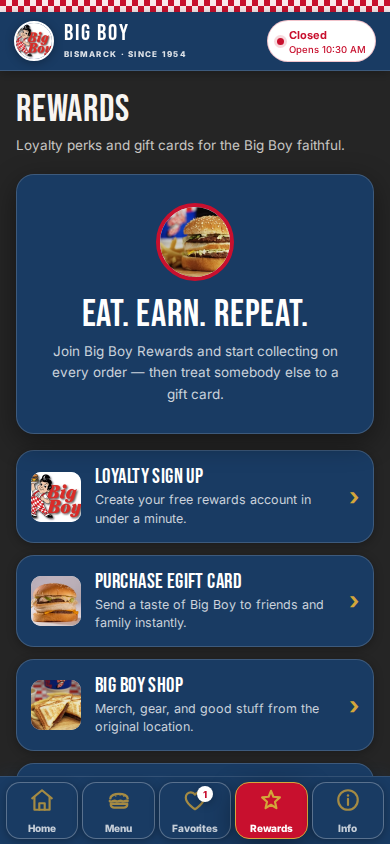 BIG BOY
BISMARCK · SINCE 1954
Closed
Opens 10:30 AM
Big
Boy
REWARDS
Loyalty perks and gift cards for the Big Boy faithful.
EAT. EARN. REPEAT.
Join Big Boy Rewards and start collecting on
every order — then treat somebody else to a
gift card.
Big
Boy
LOYALTY SIGN UP
Create your free rewards account in
under a minute.
PURCHASE EGIFT CARD
Send a taste of Big Boy to friends and
family instantly.
BIG BOY SHOP
Merch, gear, and good stuff from the
original location.
1
Home
Menu
Favorites
Rewards
Info